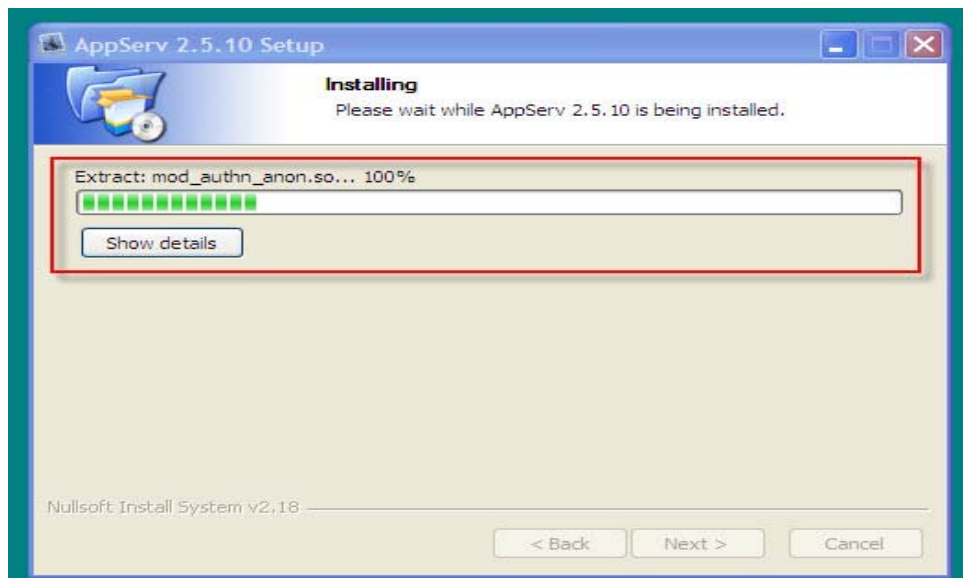 AppServ 2.5.10 Setup
Installing
Please wait while AppServ 2.5.10 is being installed.
Extract: mod_authn_anon.so... 100%
Show details
Nullsoft Install System v2.18
< Back
Next >
Cancel